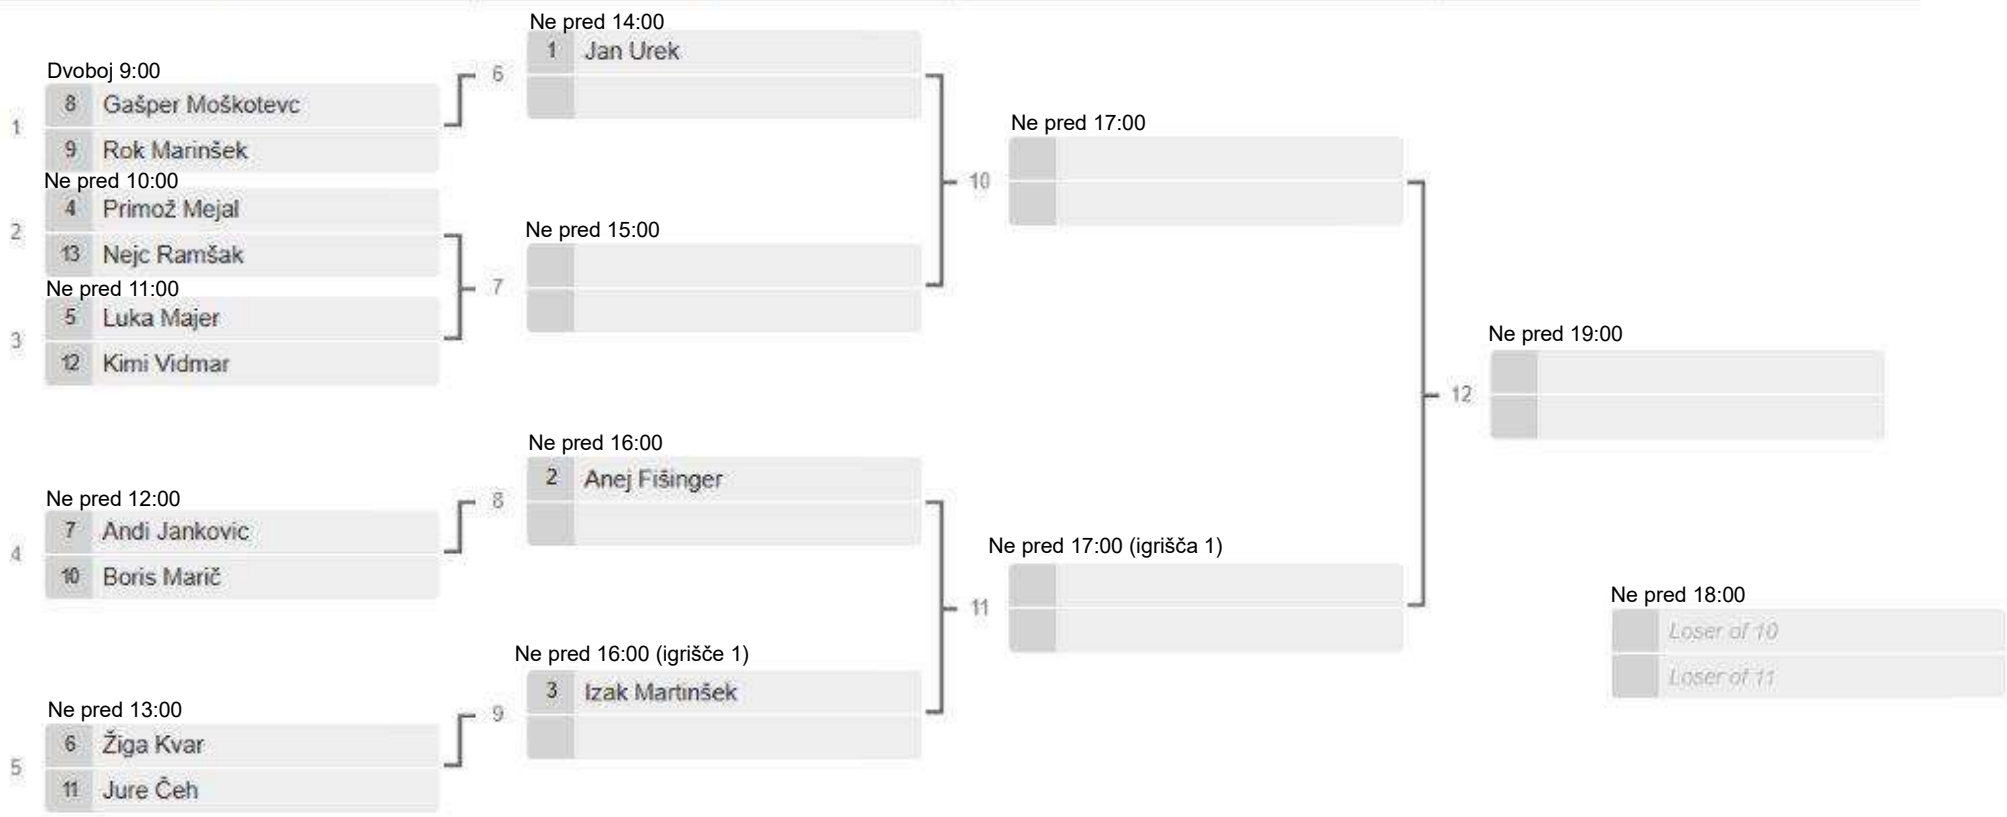 Dvoboj 9:00
1
8 Gašper Moškotevc
9 Rok Marinšek
Ne pred 10:00
2
4 Primož Mejal
13 Nejc Ramšak
Ne pred 11:00
3
5 Luka Majer
12 Kimi Vidmar
Ne pred 12:00
4
7 Andi Jankovic
10 Boris Marič
Ne pred 13:00
5
6 Žiga Kvar
11 Jure Čeh
Ne pred 14:00
6
1 Jan Urek
Ne pred 15:00
7
Ne pred 16:00
8
2 Anej Fišinger
Ne pred 16:00 (igrišče 1)
9
3 Izak Martinšek
Ne pred 17:00
10
Ne pred 17:00 (igrišča 1)
11
Ne pred 19:00
12
Ne pred 18:00
Loser of 10
Loser of 11